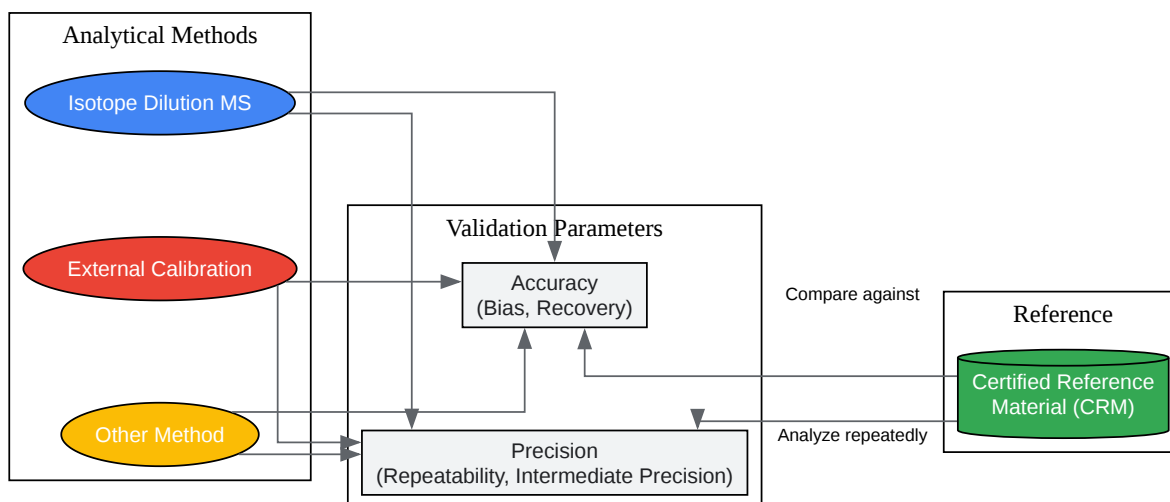 Analytical Methods
Isotope Dilution MS
External Calibration
Other Method
Validation Parameters
Accuracy
(Bias, Recovery)
Precision
(Repeatability, Intermediate Precision)
Compare against
Analyze repeatedly
Reference
Certified Reference
Material (CRM)